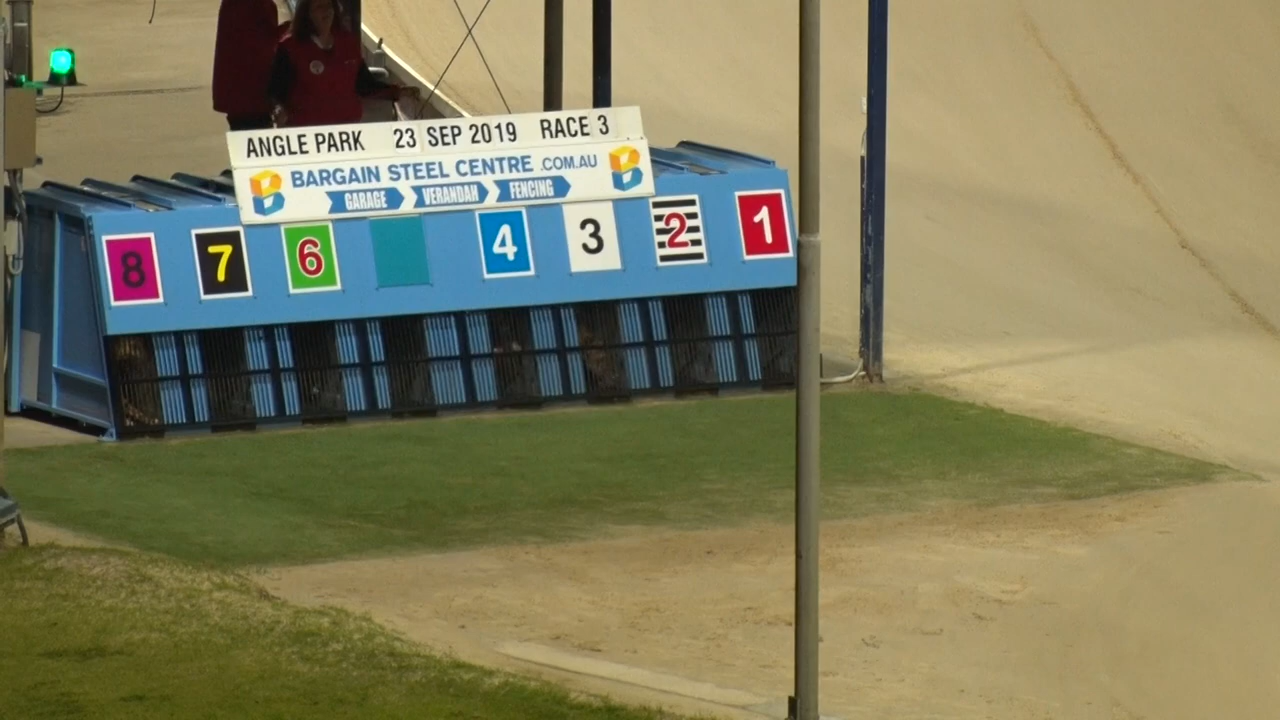 ANGLE PARK 23 SEP 2019 RACE 3
BARGAIN STEEL CENTRE .COM.AU
GARAGE VERANDAH FENCING
8 7 6 4 3 2 1